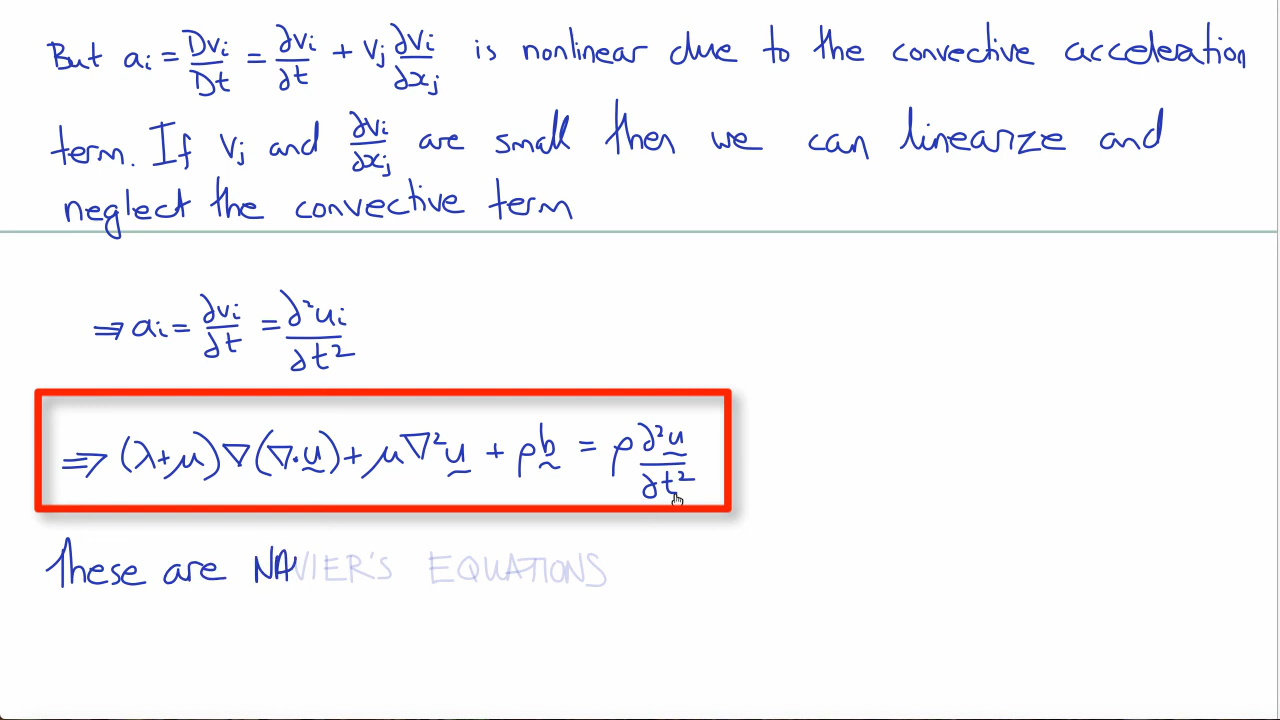 But aᵢ = Dvᵢ/Dt = ∂vᵢ/∂t + vⱼ ∂vᵢ/∂xⱼ is nonlinear due to the convective acceleration
term. If vⱼ and ∂vᵢ/∂xⱼ are small then we can linearize and
neglect the convective term
⇒ aᵢ = ∂vᵢ/∂t = ∂²uᵢ/∂t²
⇒ (λ+μ)∇(∇·ṵ) + μ∇²ṵ + ρb̰ = ρ ∂²ṵ/∂t²
These are NAVIER'S EQUATIONS